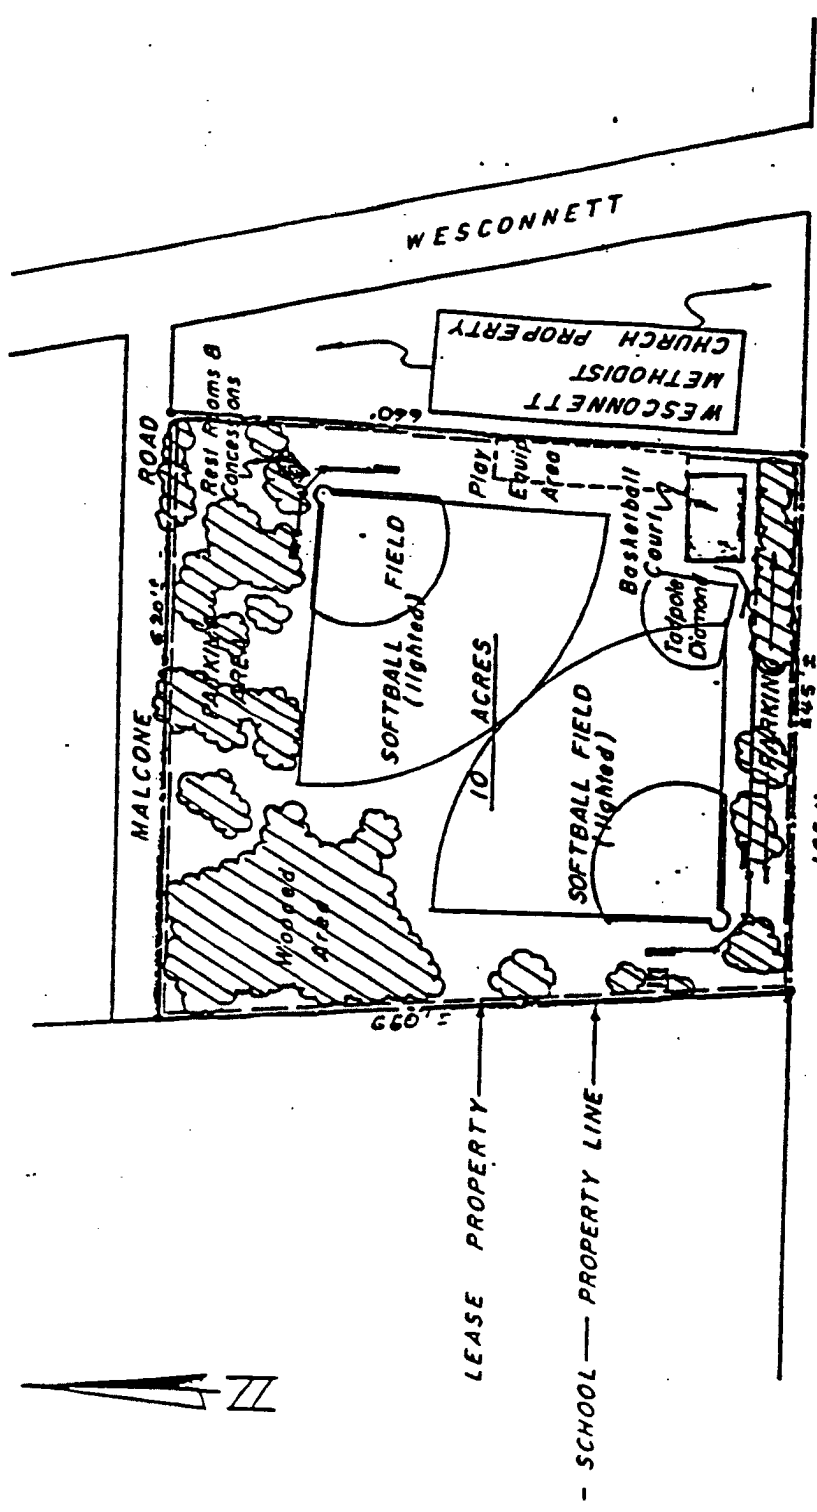 WESCONNETT
WESCONNETT
METHODIST
CHURCH PROPERTY
MALCONE ROAD
Rest Rooms &
Concessions
660'
Play
Equip
Area
Basketball
Court
PARKING
AREA
620'±
SOFTBALL FIELD
(lighted)
10 ACRES
Tadpole
Diamond
SOFTBALL FIELD
(lighted)
PARKING
645'±
Wooded
Area
660'±
LEASE PROPERTY
- SCHOOL — PROPERTY LINE
N